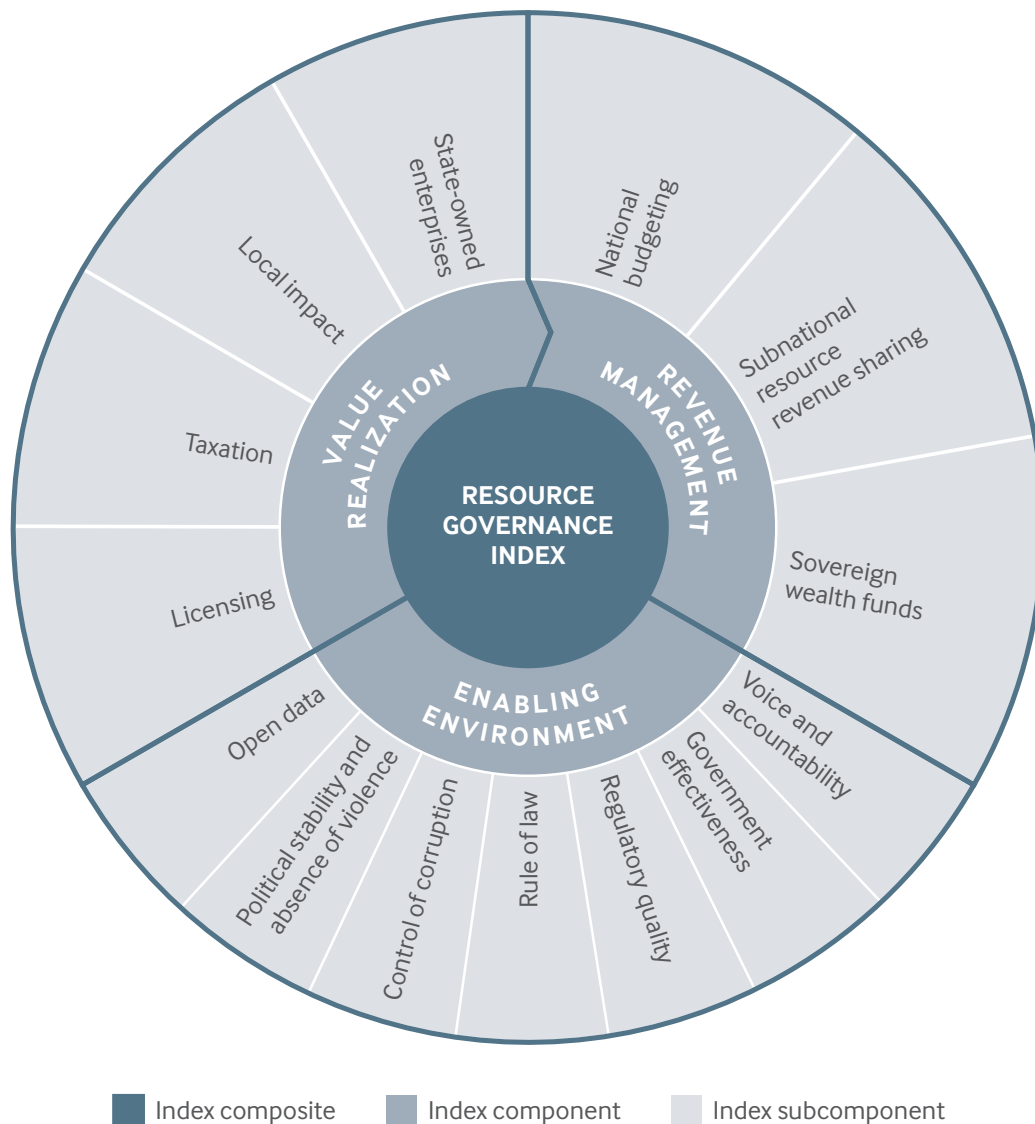 State-owned
enterprises
National
budgeting
Local impact
Subnational
resource
revenue sharing
VALUE
REALIZATION
REVENUE
MANAGEMENT
Taxation
RESOURCE
GOVERNANCE
INDEX
Sovereign
wealth funds
Licensing
ENABLING
ENVIRONMENT
Open data
Political stability and
absence of violence
Control of corruption
Rule of law
Regulatory quality
Government
effectiveness
Voice and
accountability
Index composite
Index component
Index subcomponent